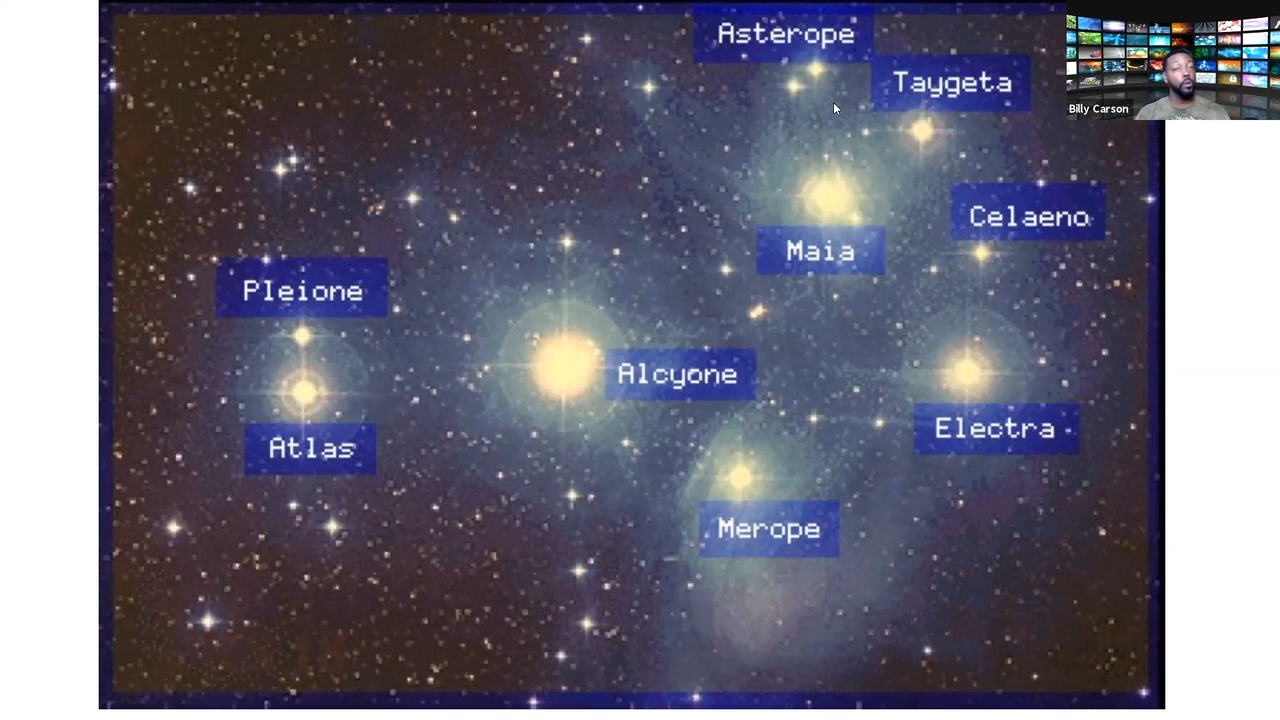 Asterope
Taygeta
Billy Carson
Celaeno
Maia
Pleione
Alcyone
Electra
Atlas
Merope